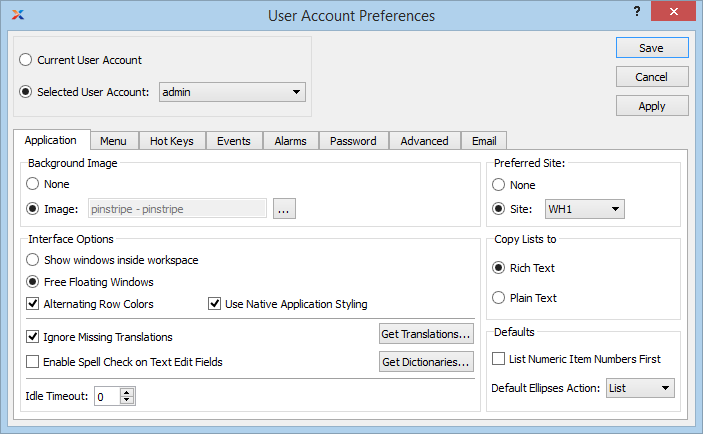 User Account Preferences
?
Current User Account
Selected User Account: admin
Save
Cancel
Apply
Application Menu Hot Keys Events Alarms Password Advanced Email
Background Image
None
Image: pinstripe - pinstripe ...
Preferred Site:
None
Site: WH1
Interface Options
Show windows inside workspace
Free Floating Windows
Alternating Row Colors Use Native Application Styling
Ignore Missing Translations Get Translations...
Enable Spell Check on Text Edit Fields Get Dictionaries...
Idle Timeout: 0
Copy Lists to
Rich Text
Plain Text
Defaults
List Numeric Item Numbers First
Default Ellipses Action: List